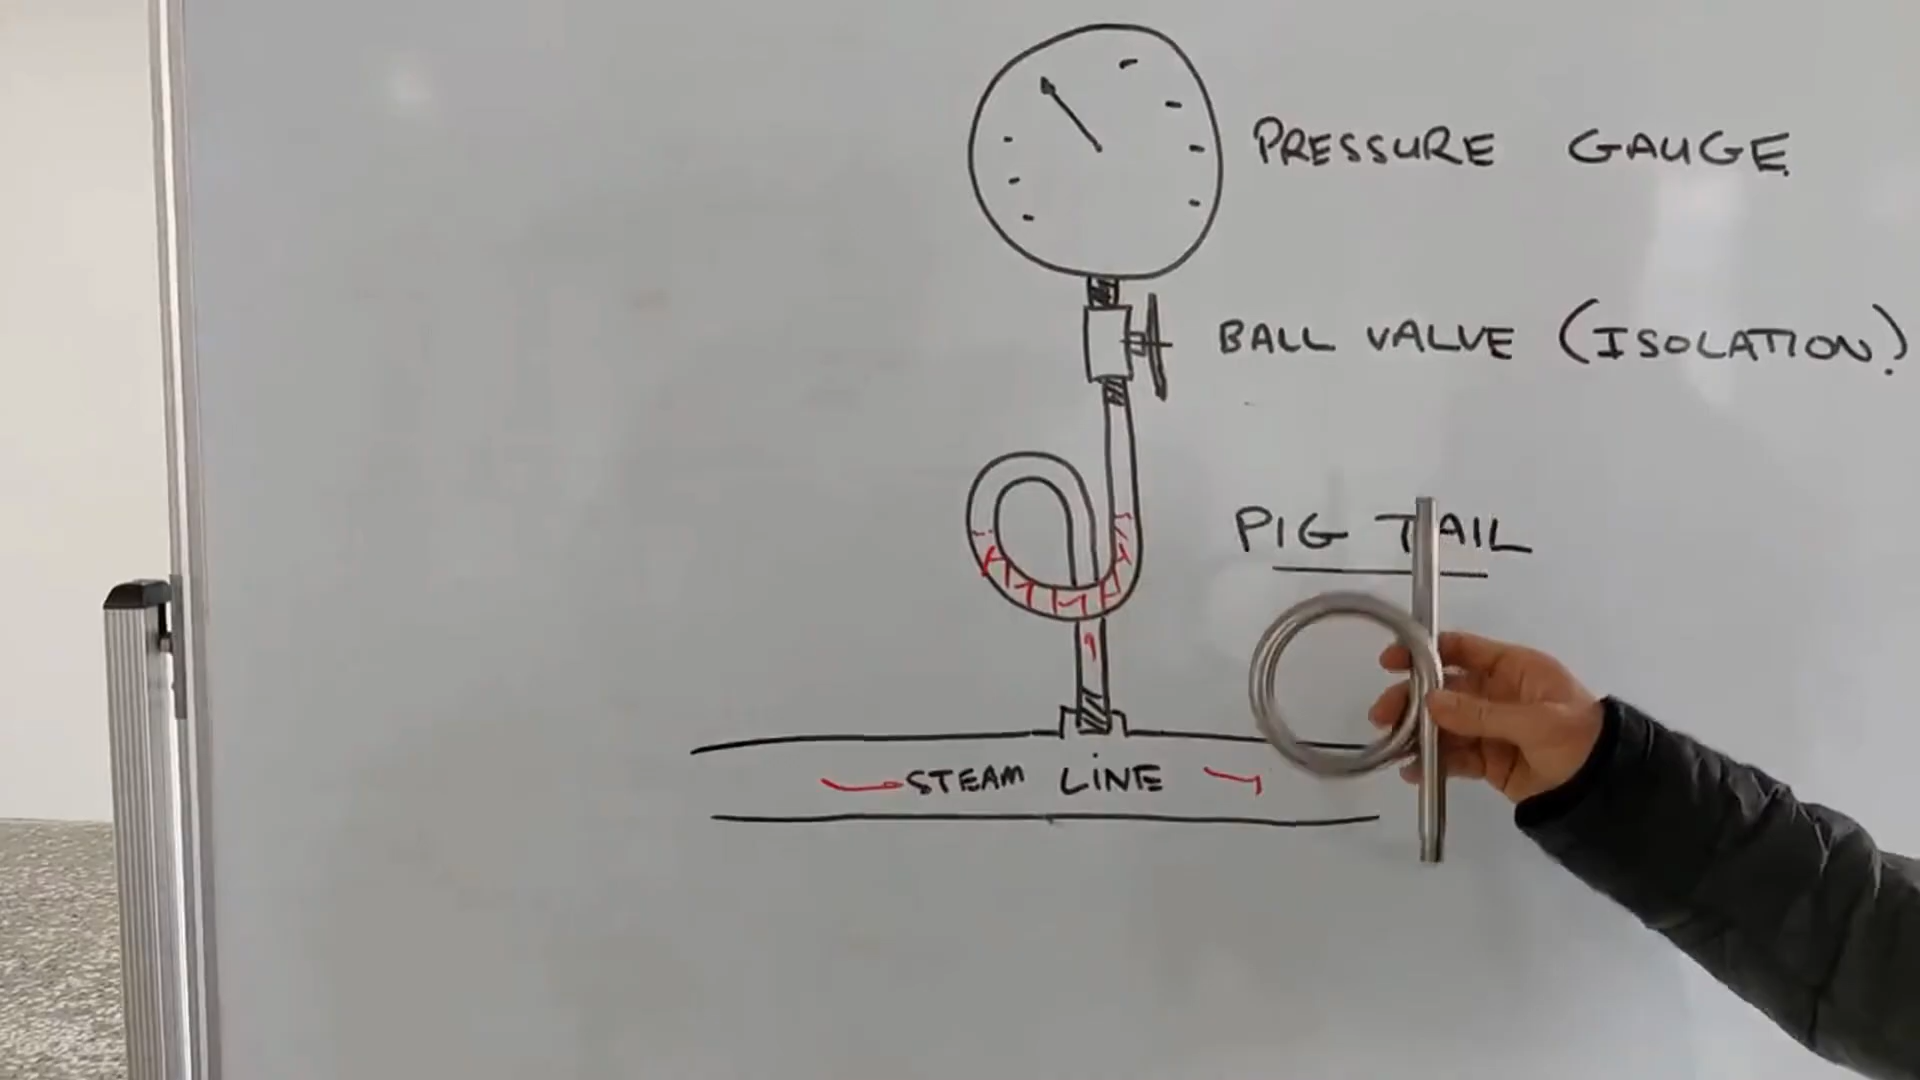 PRESSURE GAUGE
BALL VALVE (ISOLATION)
PIG TAIL
STEAM LINE